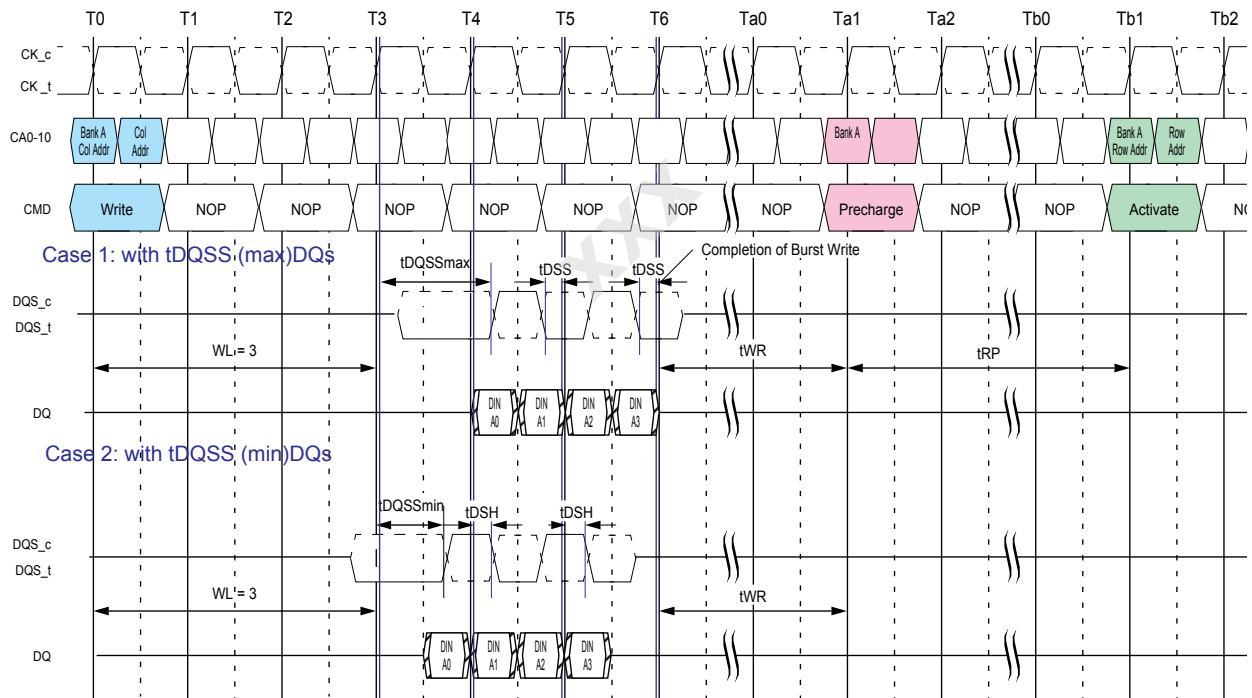 T0 T1 T2 T3 T4 T5 T6 Ta0 Ta1 Ta2 Tb0 Tb1 Tb2
CK_c
CK_t
CA0-10
Bank A Col Addr
Col Addr
Bank A
Bank A Row Addr
Row Addr
CMD
Write NOP NOP NOP NOP NOP NOP NOP Precharge NOP NOP Activate
xxx
Case 1: with tDQSS (max)DQs
tDQSSmax tDSS tDSS Completion of Burst Write
DQS_c
DQS_t
WL = 3 tWR tRP
DQ
DIN A0
DIN A1
DIN A2
DIN A3
Case 2: with tDQSS (min)DQs
tDQSSmin tDSH tDSH
DQS_c
DQS_t
WL = 3 tWR
DQ
DIN A0
DIN A1
DIN A2
DIN A3